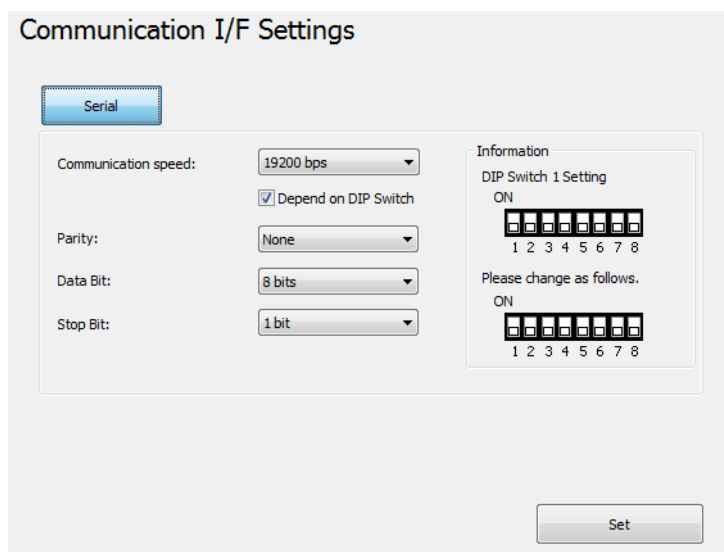 Communication I/F Settings
Serial
Communication speed:
19200 bps
Depend on DIP Switch
Parity:
None
Data Bit:
8 bits
Stop Bit:
1 bit
Information
DIP Switch 1 Setting
ON
1 2 3 4 5 6 7 8
Please change as follows.
ON
1 2 3 4 5 6 7 8
Set